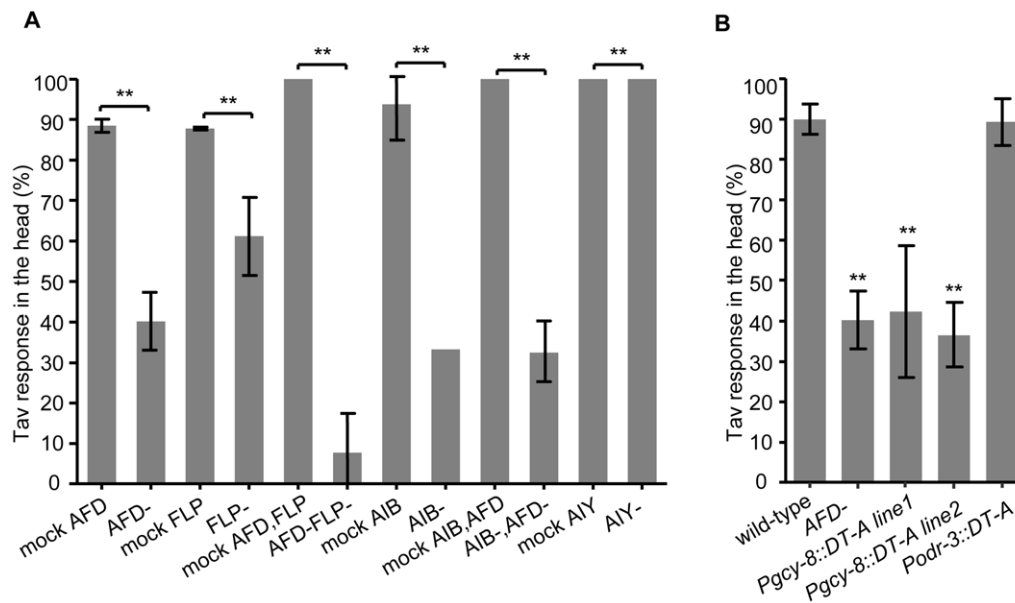 A
Tav response in the head (%)
100
90
80
70
60
50
40
30
20
10
0
**
**
**
**
**
**
mock AFD
AFD-
mock FLP
FLP-
mock AFD,FLP
AFD-FLP-
mock AIB
AIB-
mock AIB,AFD
AIB-,AFD-
mock AIY
AIY-
B
Tav response in the head (%)
100
90
80
70
60
50
40
30
20
10
0
**
**
**
wild-type
AFD-
Pgcy-8::DT-A line1
Pgcy-8::DT-A line2
Podr-3::DT-A